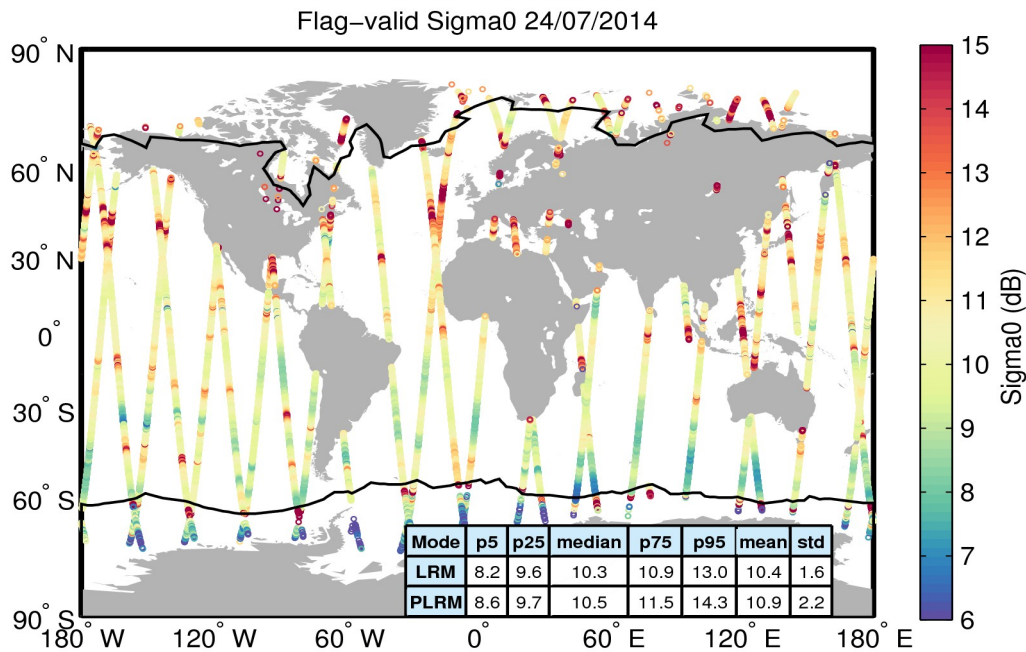 Flag−valid Sigma0 24/07/2014
90° N
60° N
30° N
0°
30° S
60° S
90° S
180° W
120° W
60° W
0°
60° E
120° E
180° E
15
14
13
12
11
10
9
8
7
6
Sigma0 (dB)
Mode p5 p25 median p75 p95 mean std
LRM 8.2 9.6 10.3 10.9 13.0 10.4 1.6
PLRM 8.6 9.7 10.5 11.5 14.3 10.9 2.2